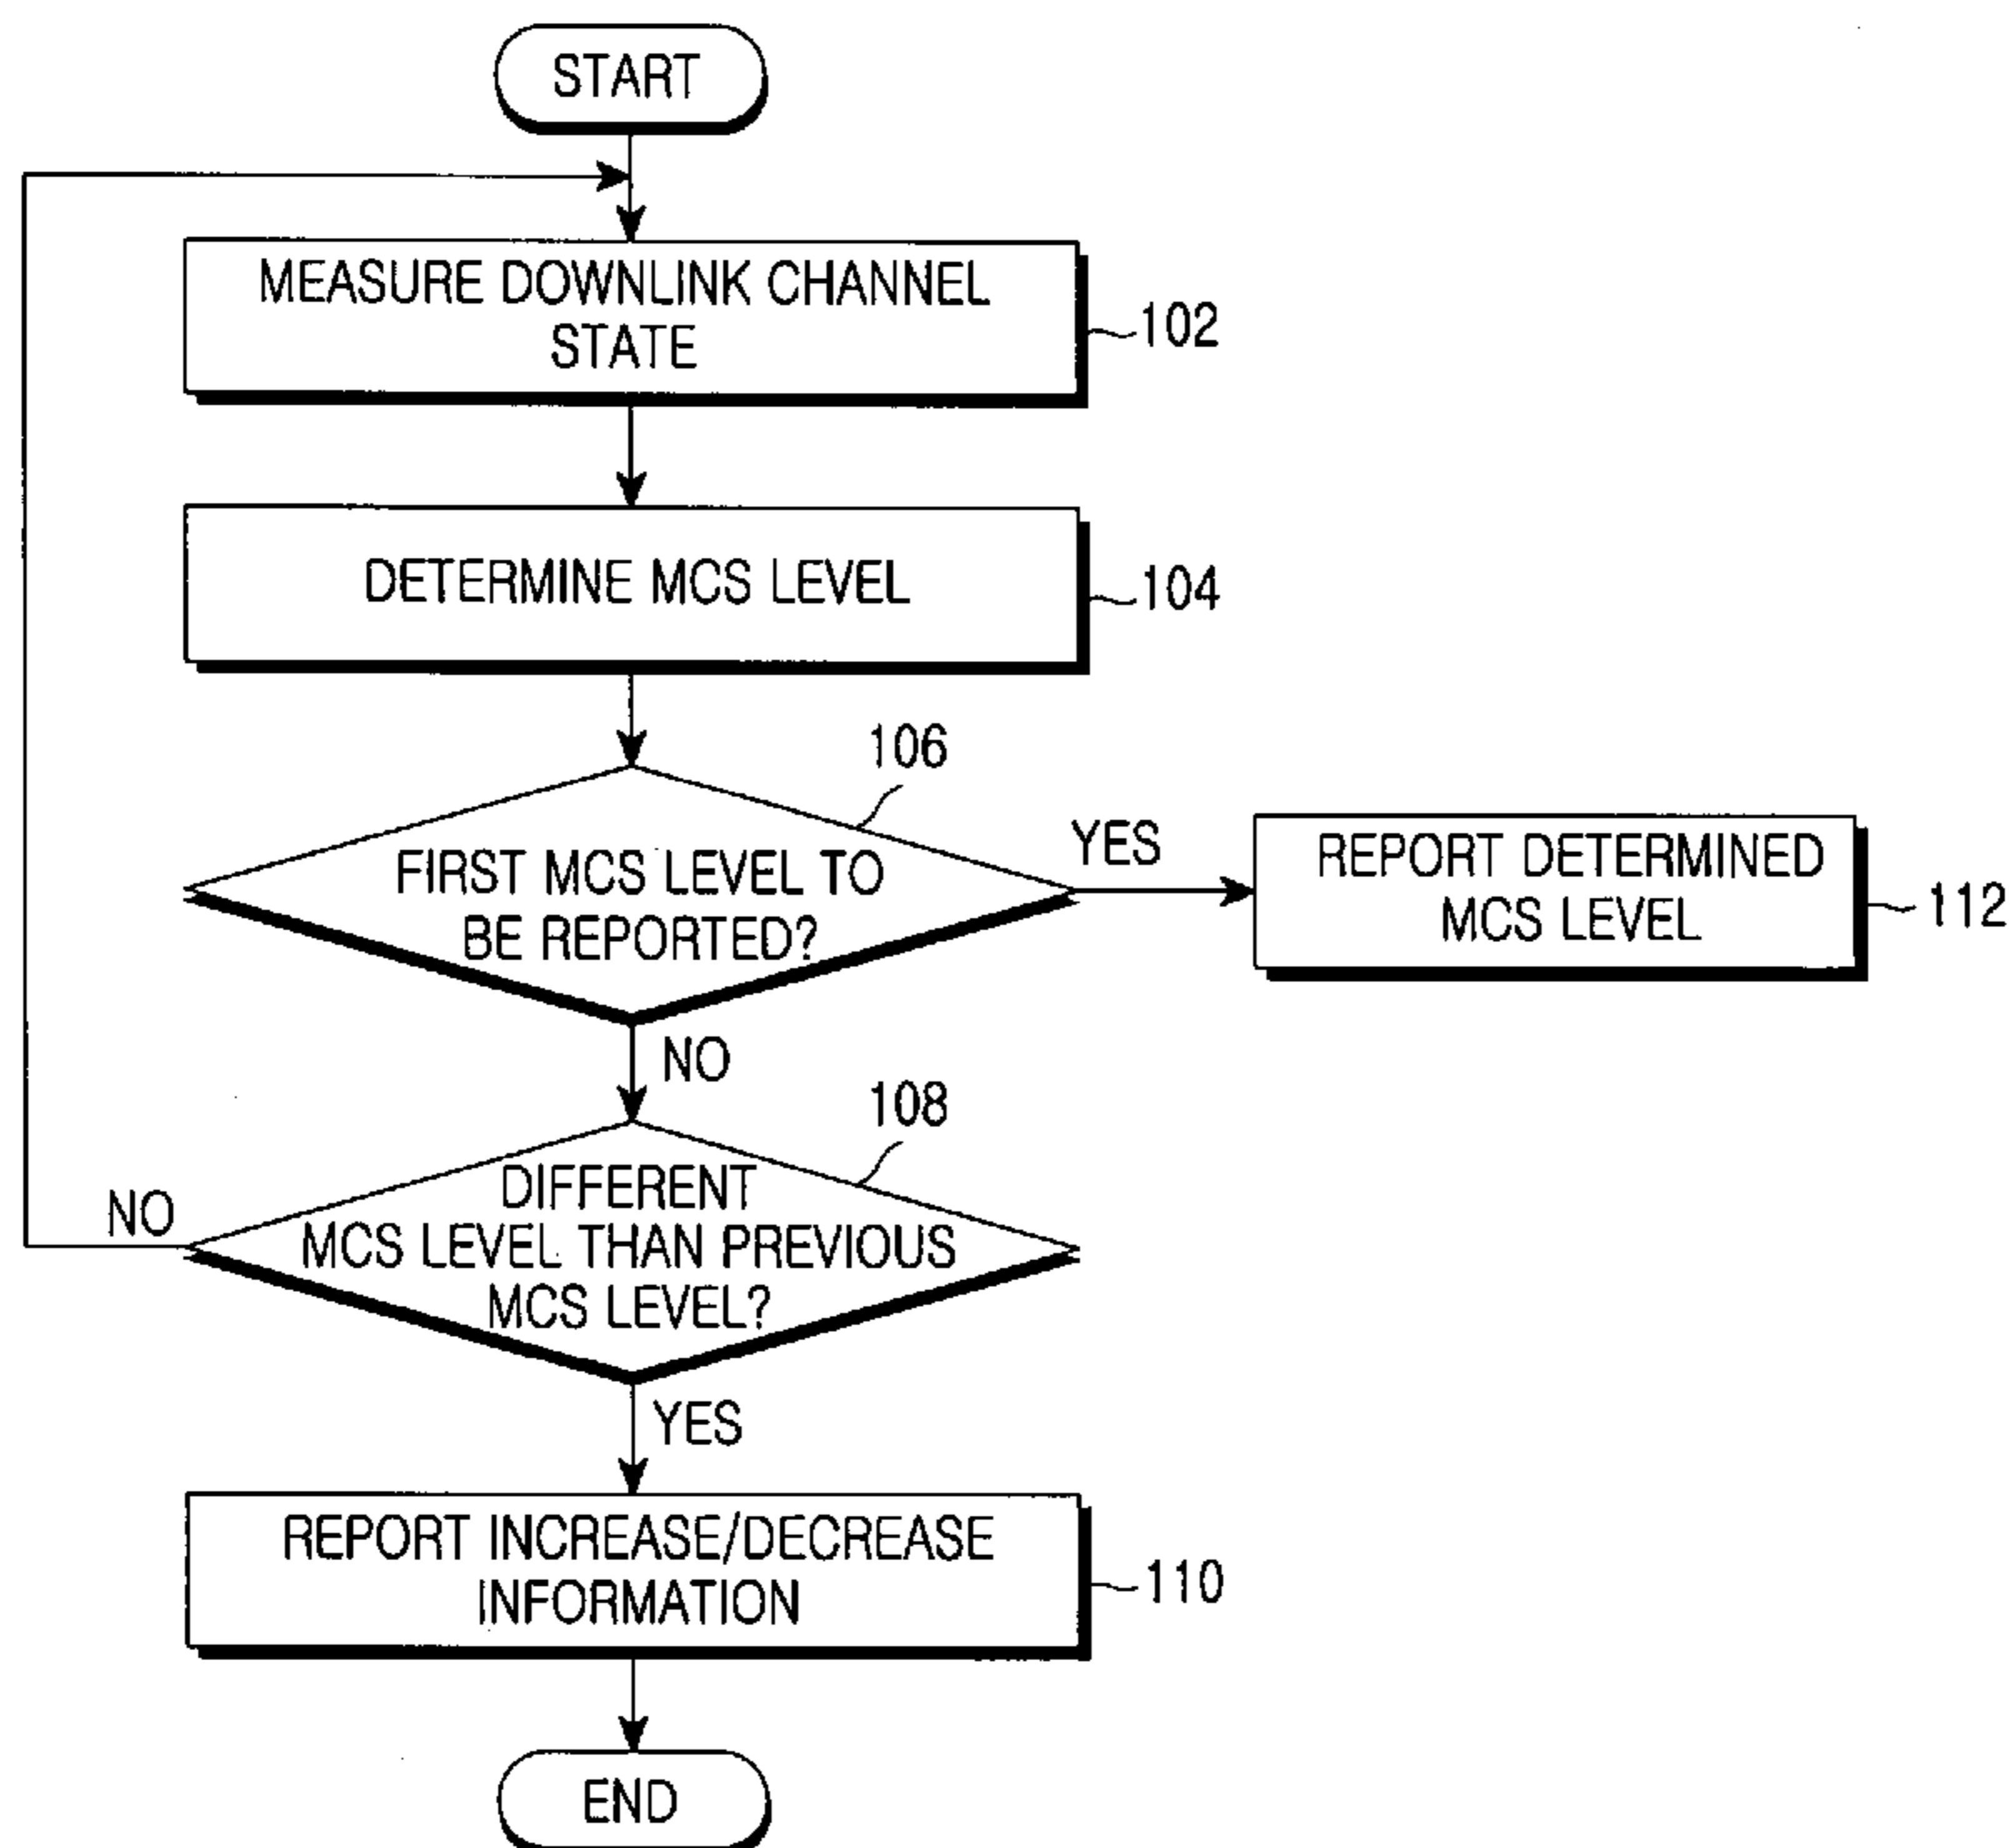 START
MEASURE DOWNLINK CHANNEL
STATE
102
DETERMINE MCS LEVEL
104
106
FIRST MCS LEVEL TO
BE REPORTED?
YES
REPORT DETERMINED
MCS LEVEL
112
NO
108
DIFFERENT
MCS LEVEL THAN PREVIOUS
MCS LEVEL?
NO
YES
REPORT INCREASE/DECREASE
INFORMATION
110
END